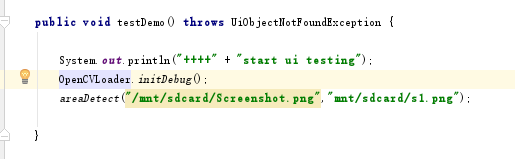 public void testDemo() throws UiObjectNotFoundException {
System.out.println("++++" + "start ui testing");
OpenCVLoader.initDebug();
areaDetect("/mnt/sdcard/Screenshot.png","mnt/sdcard/s1.png");
}